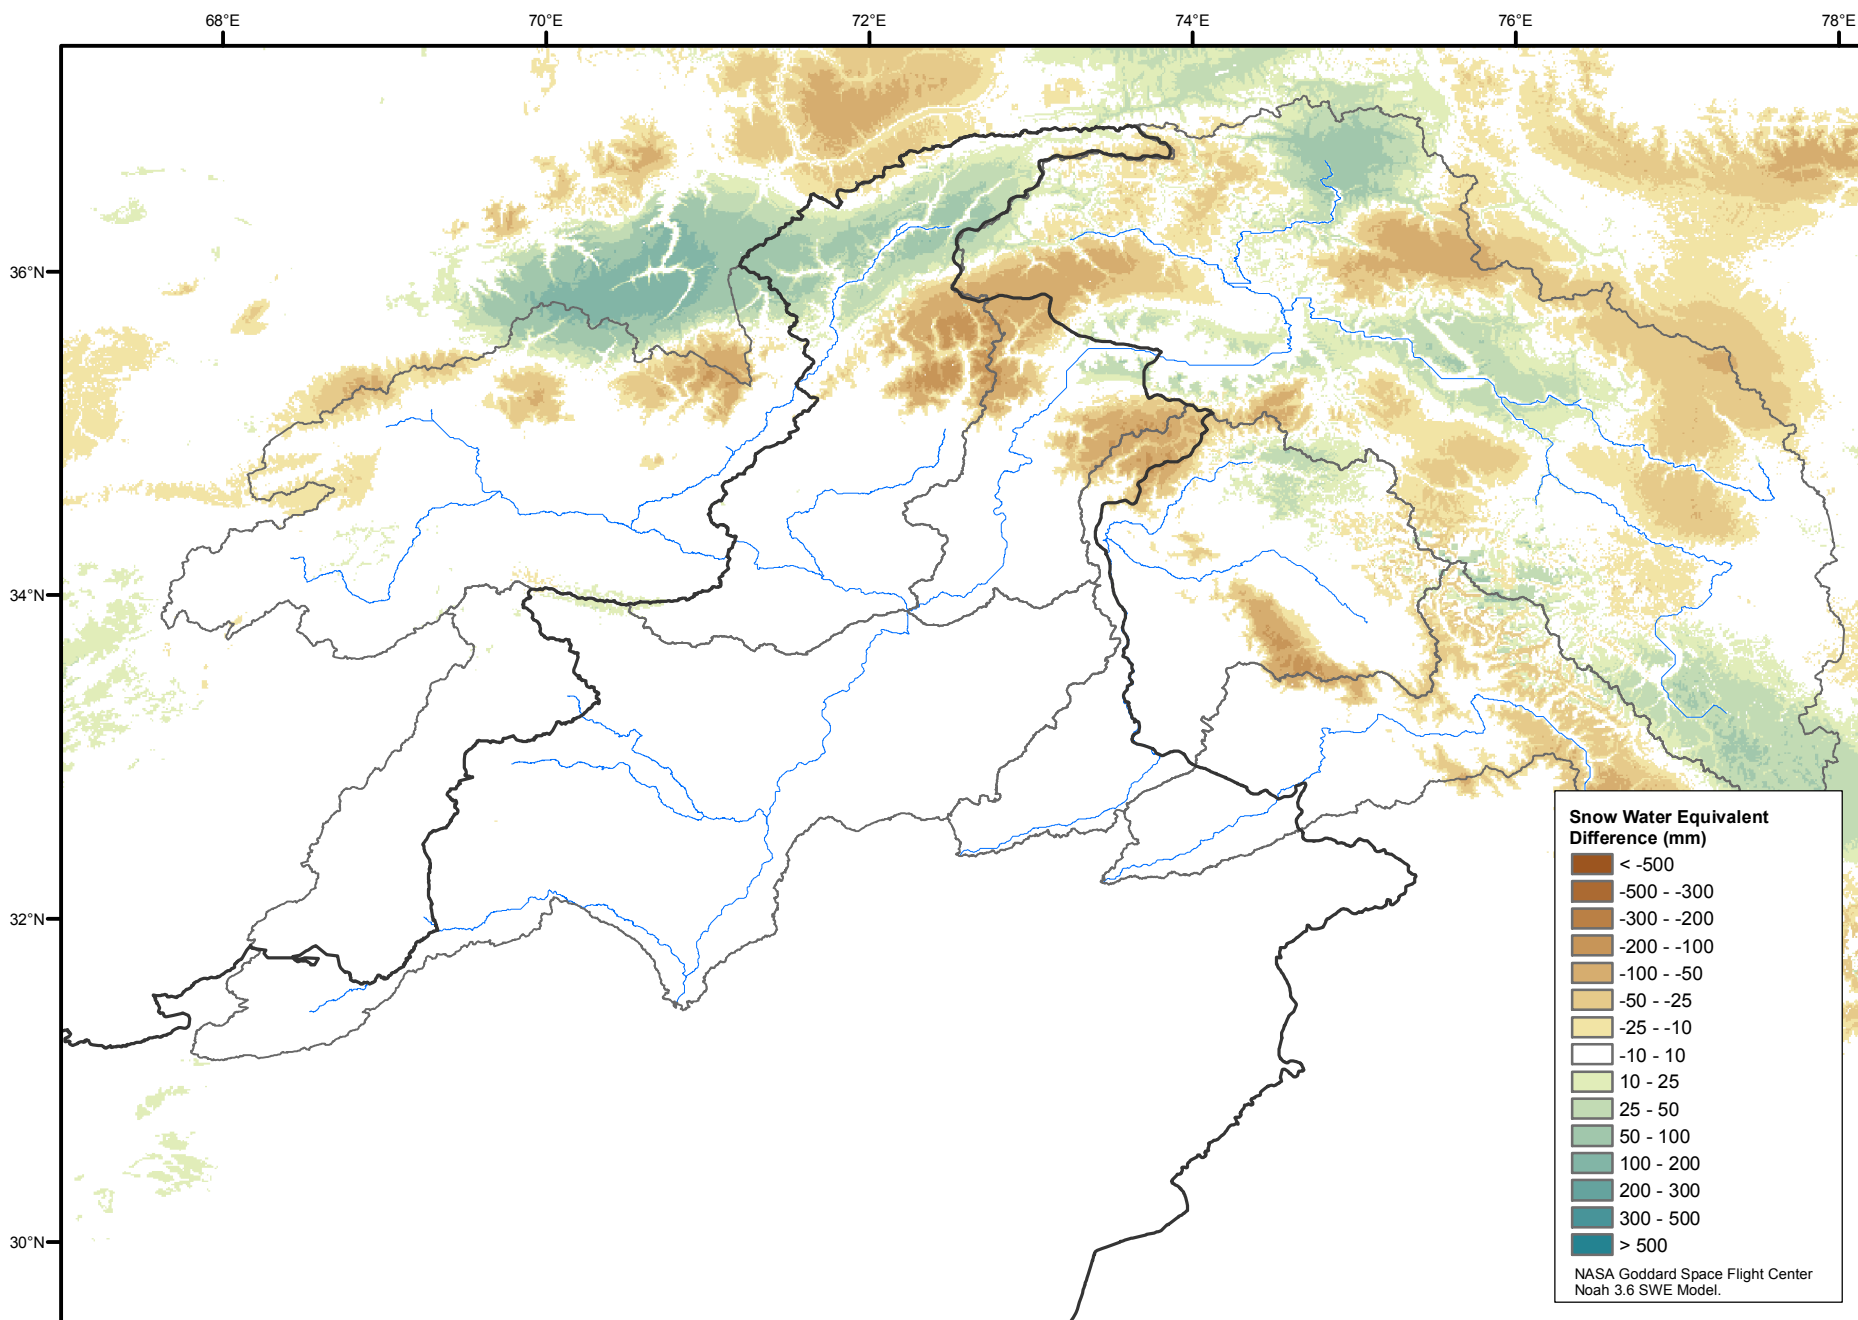 68°E 70°E 72°E 74°E 76°E 78°E
36°N
34°N
32°N
30°N
Snow Water Equivalent
Difference (mm)
< -500
-500 - -300
-300 - -200
-200 - -100
-100 - -50
-50 - -25
-25 - -10
-10 - 10
10 - 25
25 - 50
50 - 100
100 - 200
200 - 300
300 - 500
> 500
NASA Goddard Space Flight Center
Noah 3.6 SWE Model.